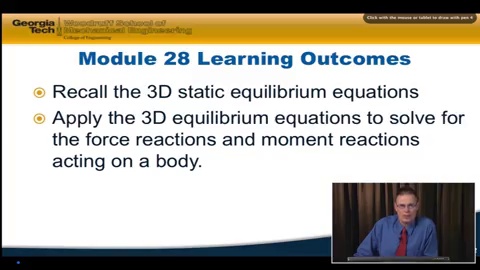 Click with the mouse or tablet to draw with pen 4
Georgia Tech
Woodruff School of
Mechanical Engineering
College of Engineering
Module 28 Learning Outcomes
Recall the 3D static equilibrium equations
Apply the 3D equilibrium equations to solve for
the force reactions and moment reactions
acting on a body.